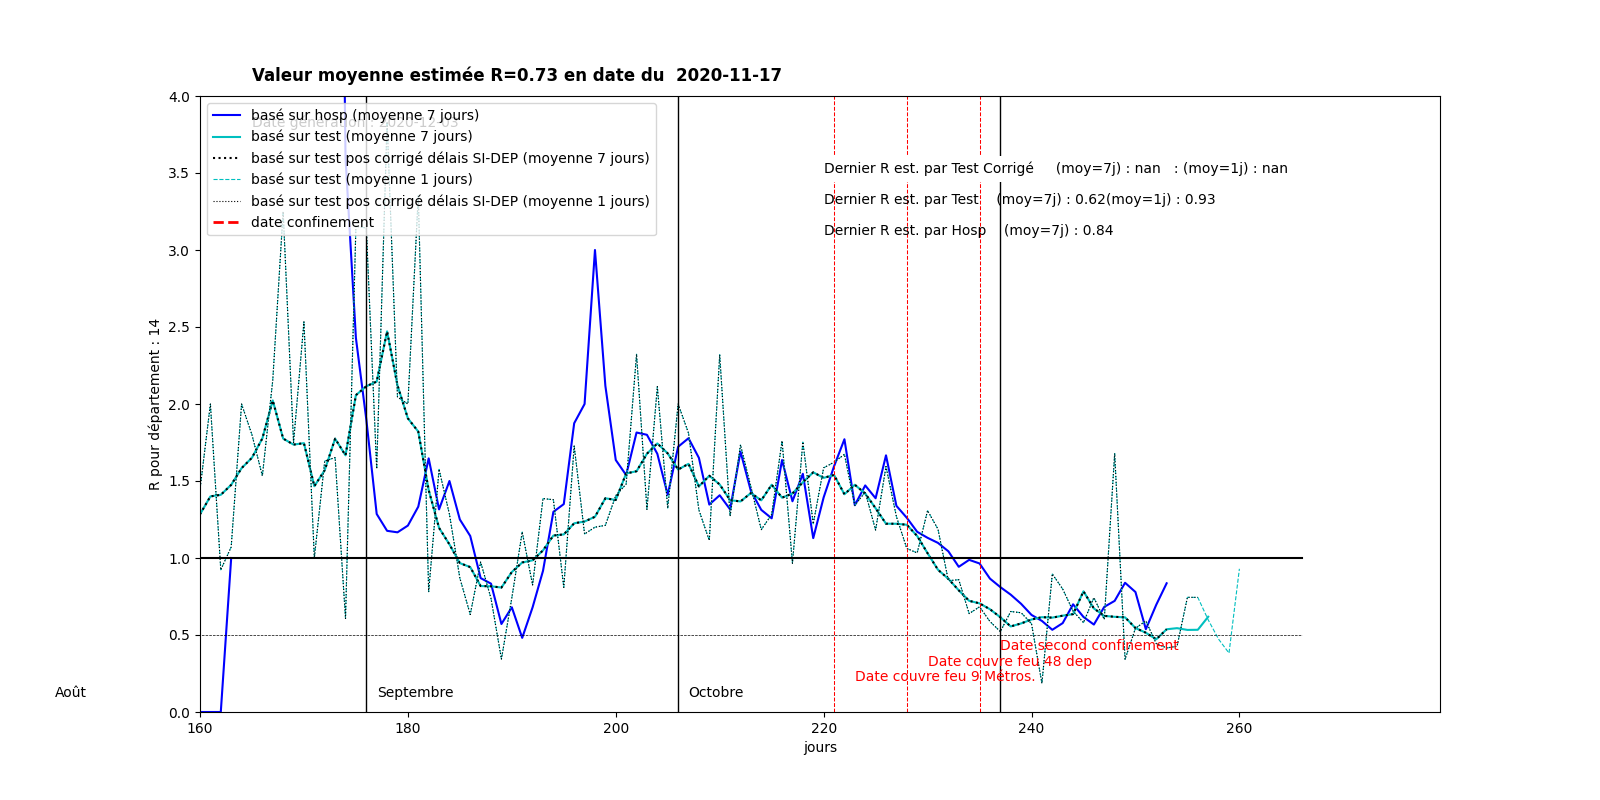 Valeur moyenne estimée R=0.73 en date du  2020-11-17
Date génération : 2020-12-03
basé sur hosp (moyenne 7 jours)
basé sur test (moyenne 7 jours)
basé sur test pos corrigé délais SI-DEP (moyenne 7 jours)
basé sur test (moyenne 1 jours)
basé sur test pos corrigé délais SI-DEP (moyenne 1 jours)
date confinement
Dernier R est. par Test Corrigé     (moy=7j) : nan   : (moy=1j) : nan
Dernier R est. par Test    (moy=7j) : 0.62(moy=1j) : 0.93
Dernier R est. par Hosp    (moy=7j) : 0.84
4.0
3.5
3.0
2.5
2.0
1.5
1.0
0.5
0.0
R pour département : 14
Date second confinement
Date couvre feu 48 dep
Date couvre feu 9 Métros.
Août
Septembre
Octobre
160 180 200 220 240 260
jours